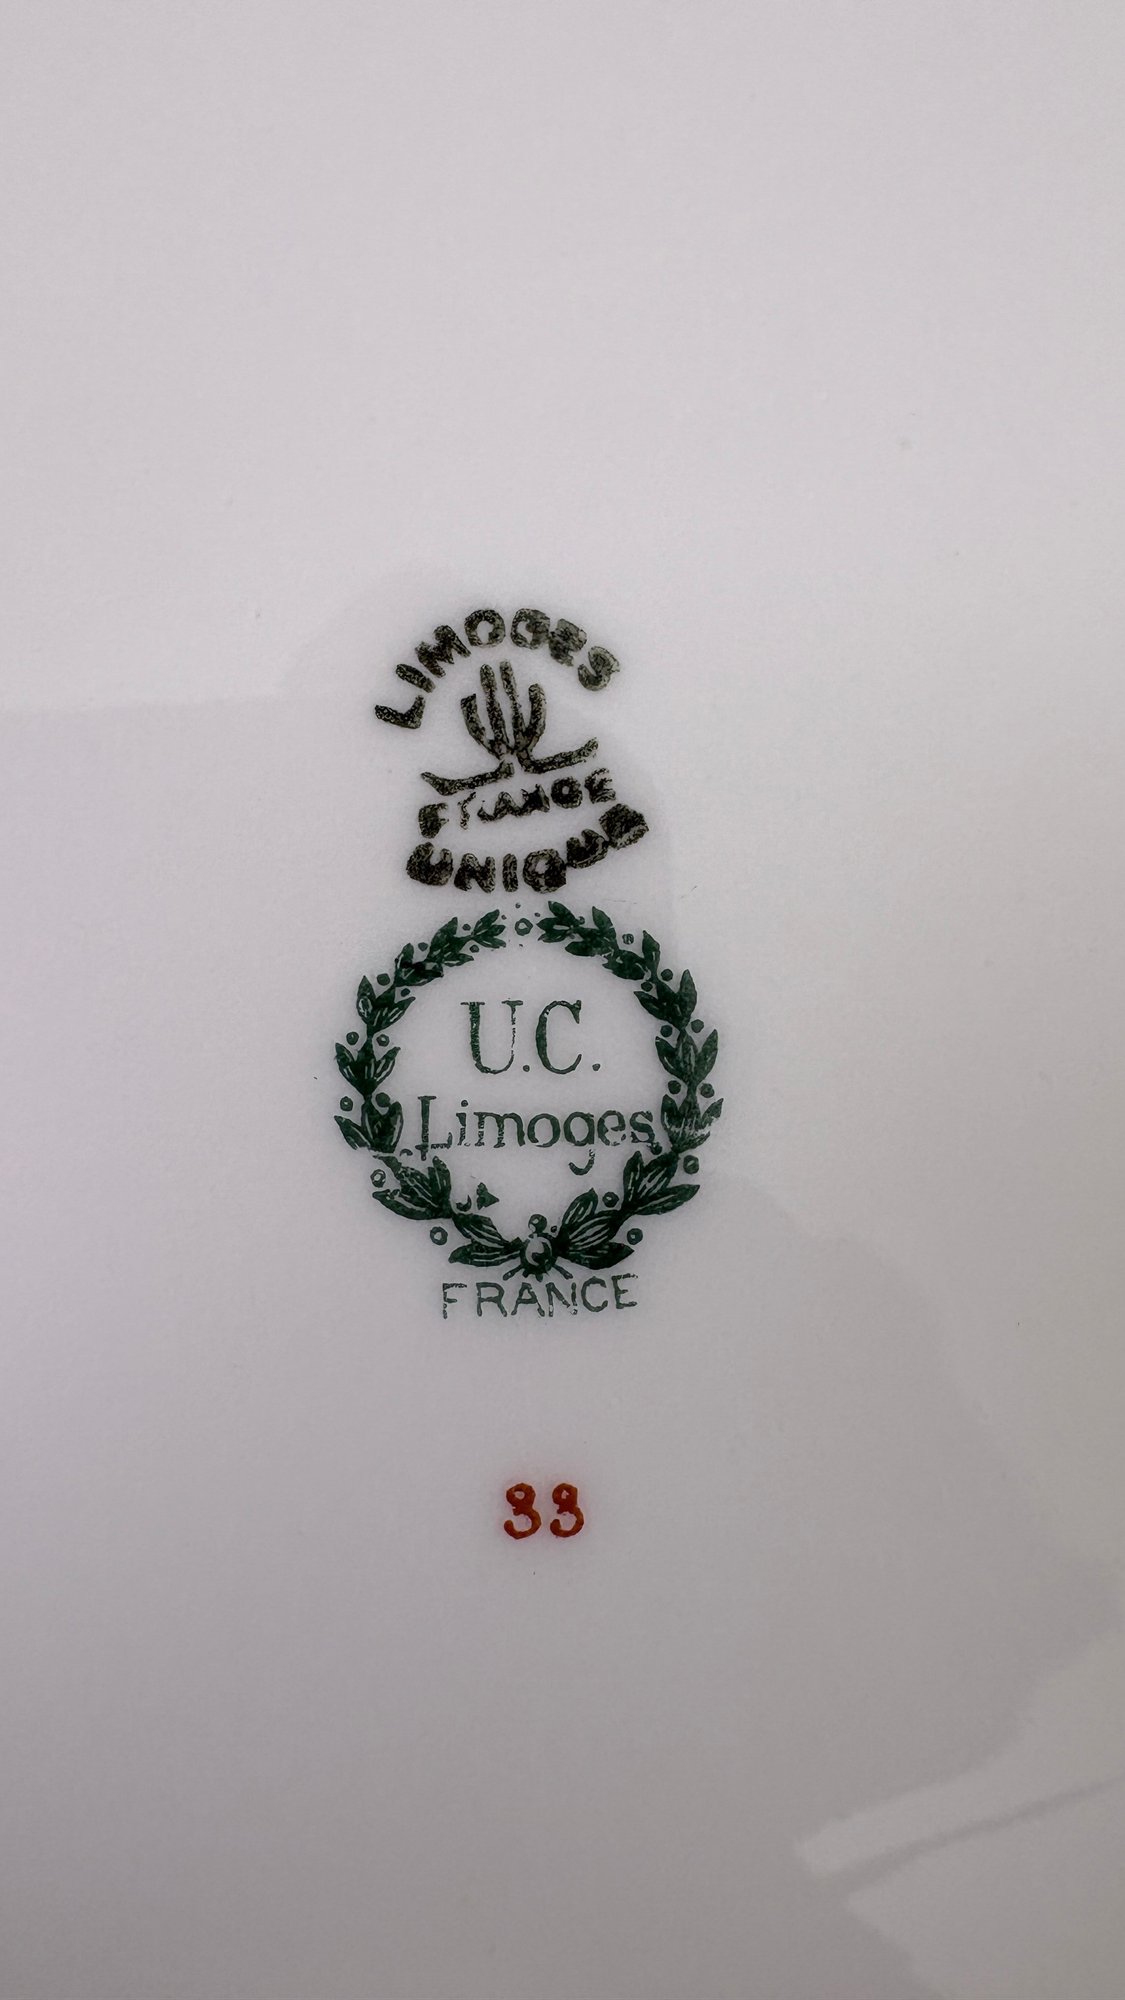 LIMOGES
FRANCE
UNIQUE
U.C.
Limoges
FRANCE
33